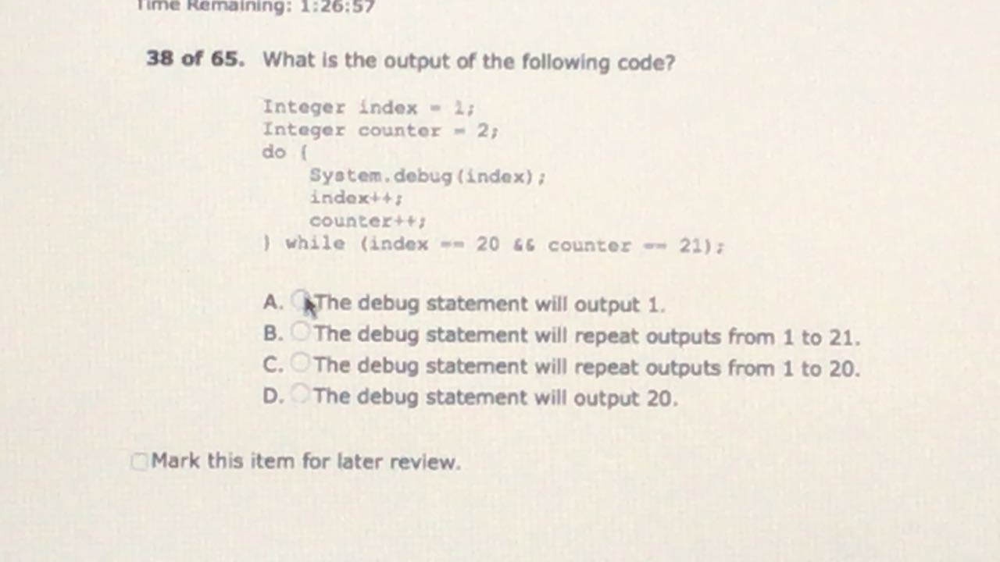 Time Remaining: 1:26:57
38 of 65. What is the output of the following code?
Integer index = 1;
Integer counter = 2;
do {
System.debug(index);
index++;
counter++;
} while (index == 20 && counter == 21);
A. The debug statement will output 1.
B. The debug statement will repeat outputs from 1 to 21.
C. The debug statement will repeat outputs from 1 to 20.
D. The debug statement will output 20.
Mark this item for later review.